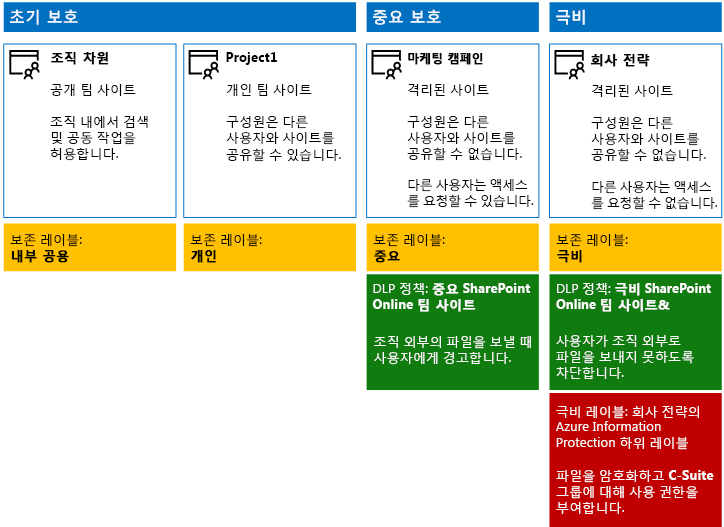 초기 보호
중요 보호
극비
조직 차원
공개 팀 사이트
조직 내에서 검색
및 공동 작업을
허용합니다.
Project1
개인 팀 사이트
구성원은 다른
사용자와 사이트를
공유할 수 있습니다.
마케팅 캠페인
격리된 사이트
구성원은 다른
사용자와 사이트를
공유할 수 없습니다.
다른 사용자는 액세스
를 요청할 수 있습니다.
회사 전략
격리된 사이트
구성원은 다른
사용자와 사이트를
공유할 수 없습니다.
다른 사용자는 액세스
를 요청할 수 없습니다.
보존 레이블:
내부 공용
보존 레이블:
개인
보존 레이블:
중요
보존 레이블:
극비
DLP 정책: 중요 SharePoint
Online 팀 사이트
조직 외부의 파일을 보낼 때
사용자에게 경고합니다.
DLP 정책: 극비 SharePoint
Online 팀 사이트&
사용자가 조직 외부로
파일을 보내지 못하도록
차단합니다.
극비 레이블: 회사 전략의
Azure Information
Protection 하위 레이블
파일을 암호화하고 C-Suite
그룹에 대해 사용 권한을
부여합니다.